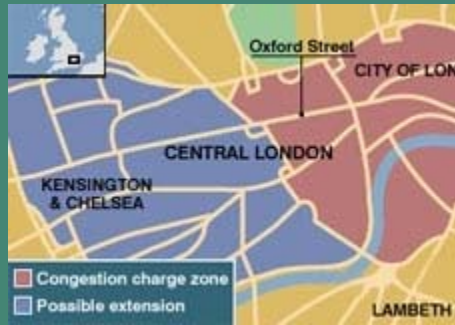 Oxford Street
CITY OF LON
CENTRAL LONDON
KENSINGTON
& CHELSEA
Congestion charge zone
Possible extension
LAMBETH